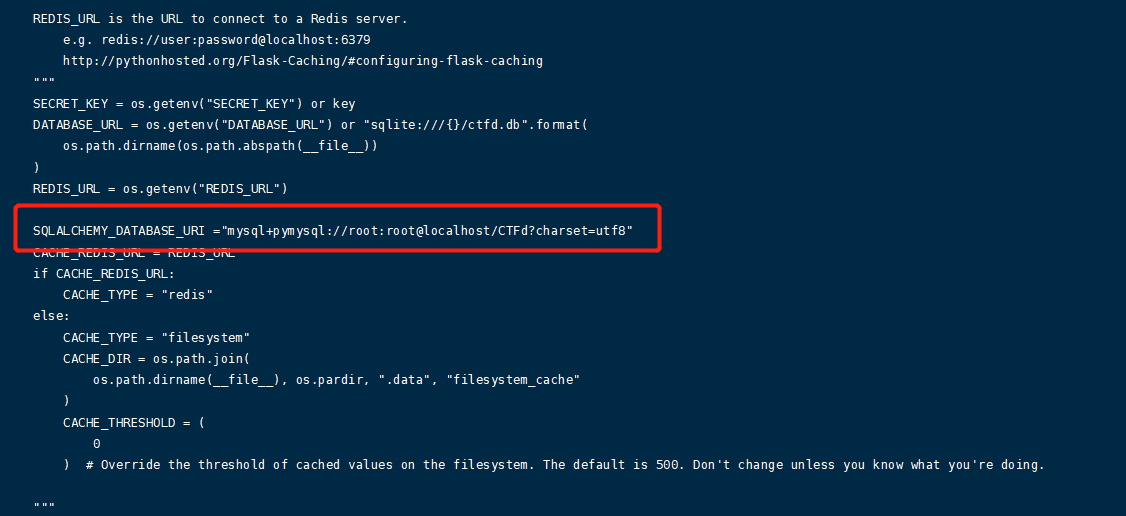 REDIS_URL is the URL to connect to a Redis server.
e.g. redis://user:password@localhost:6379
http://pythonhosted.org/Flask-Caching/#configuring-flask-caching
"""
SECRET_KEY = os.getenv("SECRET_KEY") or key
DATABASE_URL = os.getenv("DATABASE_URL") or "sqlite:///{}/ctfd.db".format(
os.path.dirname(os.path.abspath(__file__))
)
REDIS_URL = os.getenv("REDIS_URL")
SQLALCHEMY_DATABASE_URI ="mysql+pymysql://root:root@localhost/CTFd?charset=utf8"
CACHE_REDIS_URL = REDIS_URL
if CACHE_REDIS_URL:
CACHE_TYPE = "redis"
else:
CACHE_TYPE = "filesystem"
CACHE_DIR = os.path.join(
os.path.dirname(__file__), os.pardir, ".data", "filesystem_cache"
)
CACHE_THRESHOLD = (
0
)  # Override the threshold of cached values on the filesystem. The default is 500. Don't change unless you know what you're doing.
"""